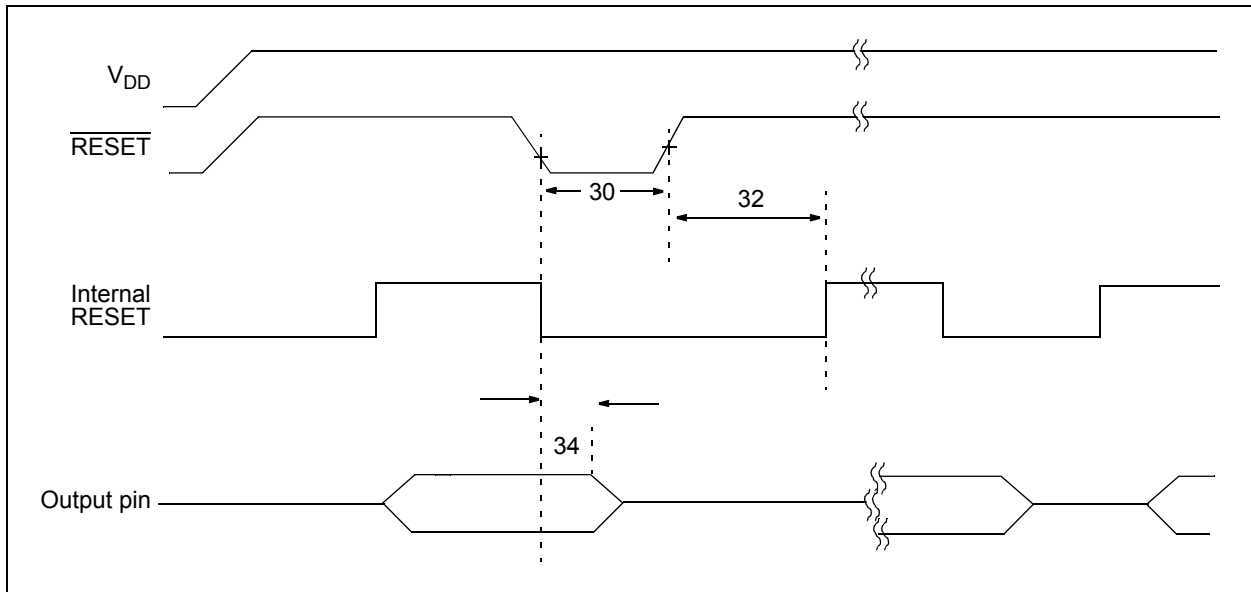 VDD
RESET
30
32
Internal
RESET
34
Output pin